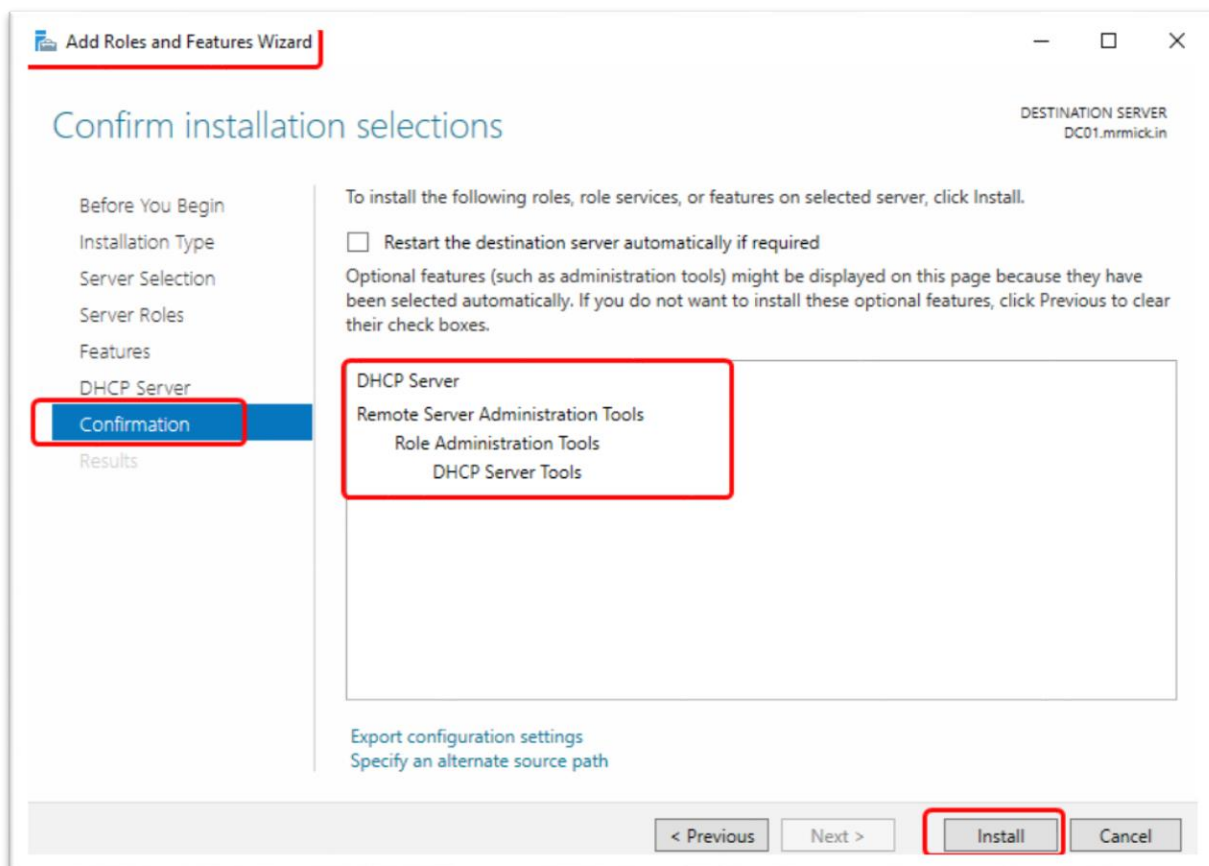 Add Roles and Features Wizard
Confirm installation selections
DESTINATION SERVER
DC01.mrmick.in
Before You Begin
Installation Type
Server Selection
Server Roles
Features
DHCP Server
Confirmation
Results
To install the following roles, role services, or features on selected server, click Install.
Restart the destination server automatically if required
Optional features (such as administration tools) might be displayed on this page because they have
been selected automatically. If you do not want to install these optional features, click Previous to clear
their check boxes.
DHCP Server
Remote Server Administration Tools
Role Administration Tools
DHCP Server Tools
Export configuration settings
Specify an alternate source path
< Previous
Next >
Install
Cancel